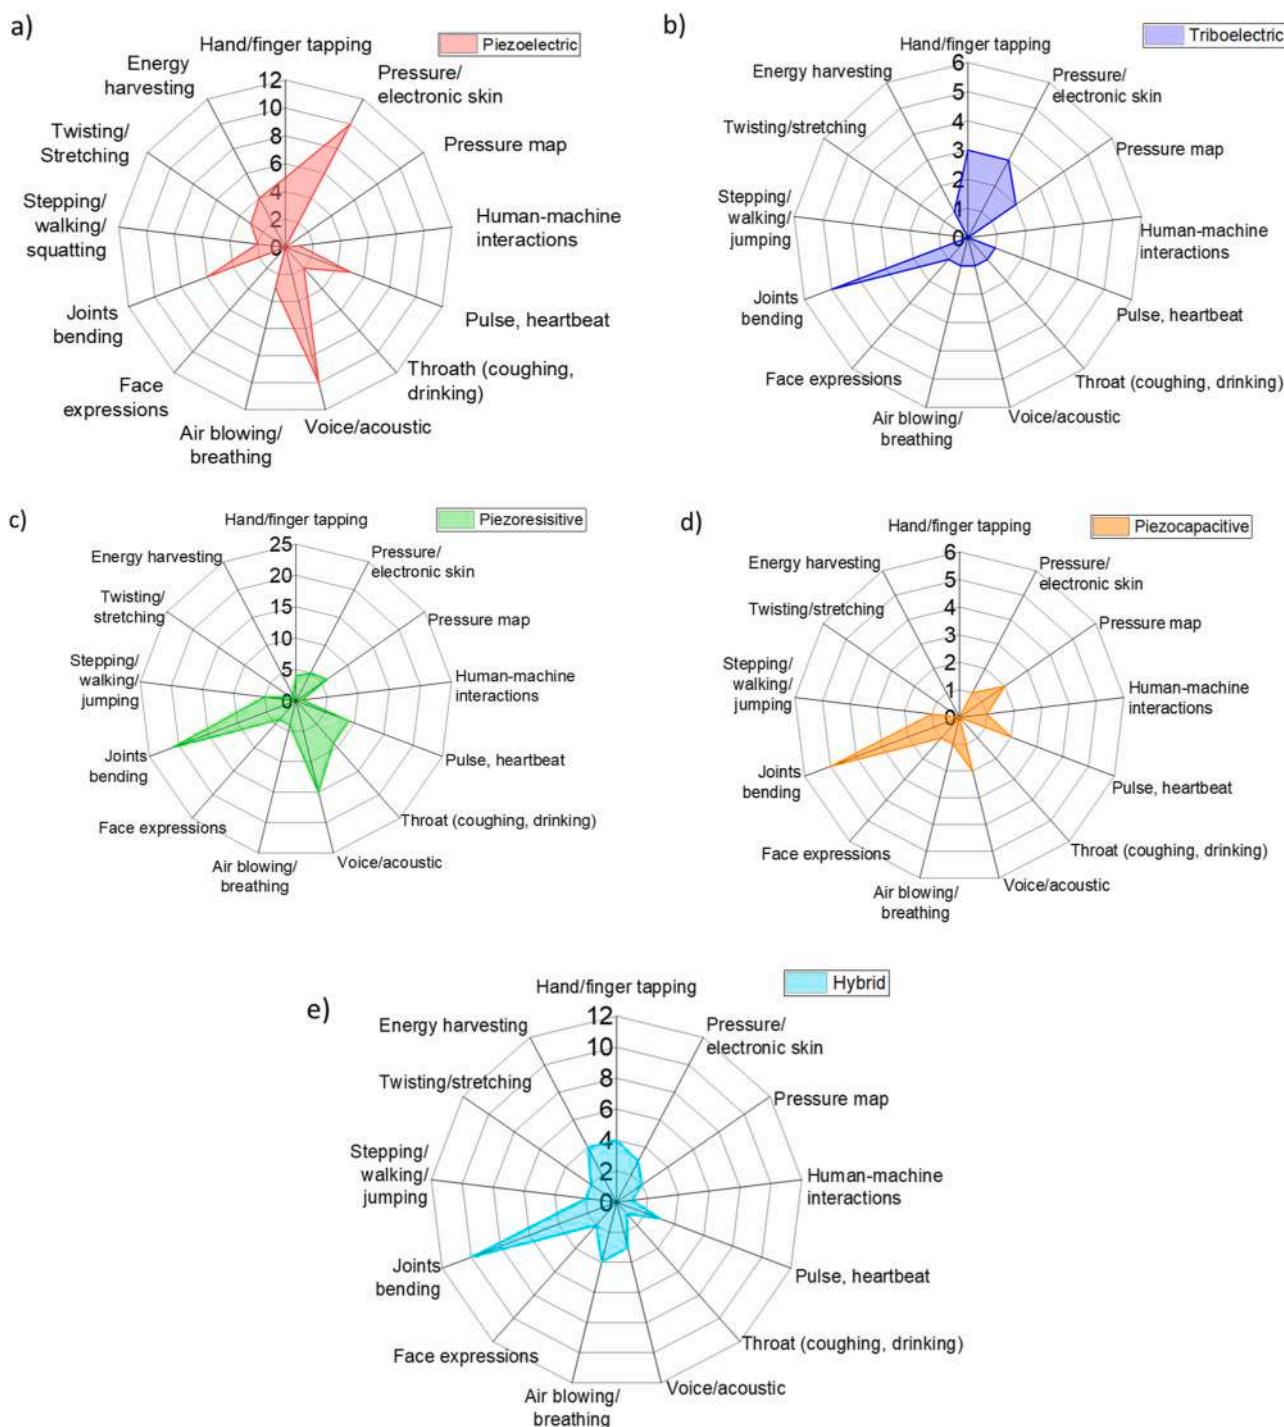 a)
Hand/finger tapping
Piezoelectric
Energy
harvesting
Pressure/
electronic skin
Twisting/
Stretching
Pressure map
Stepping/
walking/
squatting
Human-machine
interactions
Joints
bending
Pulse, heartbeat
Face
expressions
Throath (coughing,
drinking)
Air blowing/
breathing
Voice/acoustic
12
10
8
6
4
2
0
b)
Hand/finger tapping
Triboelectric
Energy harvesting
Pressure/
electronic skin
Twisting/stretching
Pressure map
Stepping/
walking/
jumping
Human-machine
interactions
Joints
bending
Pulse, heartbeat
Face expressions
Throat (coughing, drinking)
Air blowing/
breathing
Voice/acoustic
6
5
4
3
2
1
0
c)
Hand/finger tapping
Piezoresisitive
Energy harvesting
Pressure/
electronic skin
Twisting/
stretching
Pressure map
Stepping/
walking/
jumping
Human-machine
interactions
Joints
bending
Pulse, heartbeat
Face expressions
Throat (coughing, drinking)
Air blowing/
breathing
Voice/acoustic
25
20
15
10
5
0
d)
Hand/finger tapping
Piezocapacitive
Energy harvesting
Pressure/
electronic skin
Twisting/stretching
Pressure map
Stepping/
walking/
jumping
Human-machine
interactions
Joints
bending
Pulse, heartbeat
Face expressions
Throat (coughing, drinking)
Air blowing/
breathing
Voice/acoustic
6
5
4
3
2
1
0
e)
Hand/finger tapping
Hybrid
Energy harvesting
Pressure/
electronic skin
Twisting/stretching
Pressure map
Stepping/
walking/
jumping
Human-machine
interactions
Joints
bending
Pulse, heartbeat
Face expressions
Throat (coughing, drinking)
Air blowing/
breathing
Voice/acoustic
12
10
8
6
4
2
0